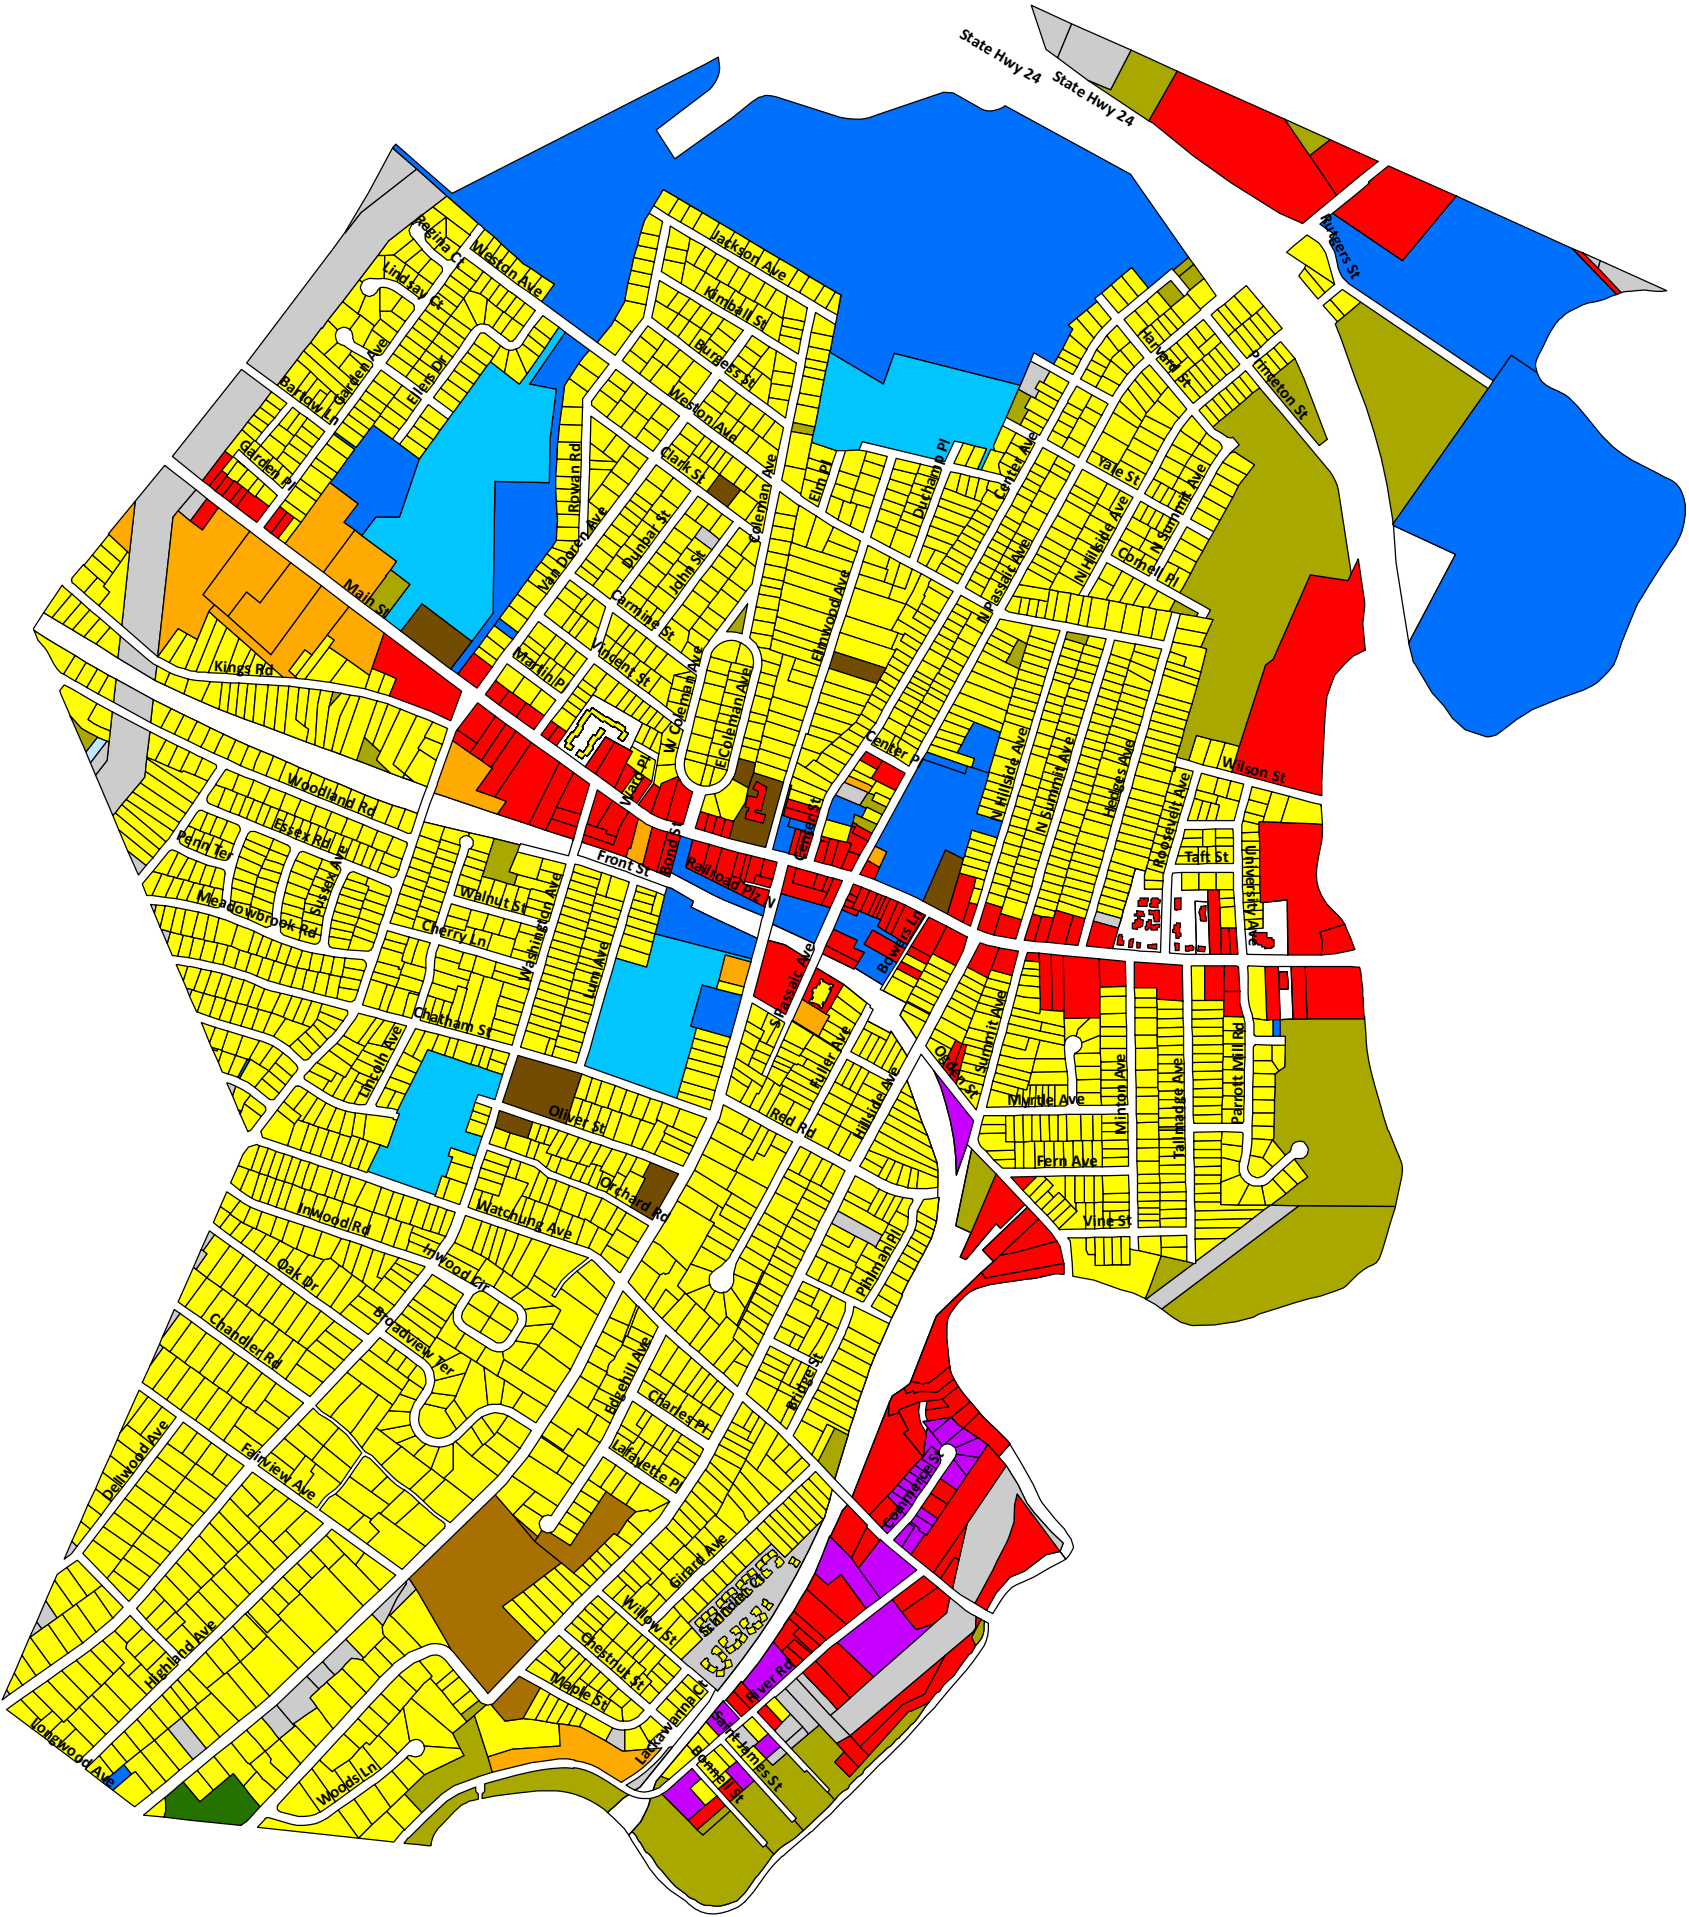 State Hwy 24
State Hwy 24
Rutgers St
Regina Ct
Weston Ave
Jackson Ave
Lindsay Ct
Kimball St
Harvard St
Princeton St
Garden Ave
Ellers Dr
Burgess St
Barlow Ln
Weston Ave
Garden Pl
Rowan Rd
Clark St
Coleman Ave
Elm Pl
Duchamp Pl
Center Ave
Yale St
N Summit Ave
N Hillside Ave
Cornell Pl
Van Doren Ave
Dunbar St
John St
Main St
Carmine St
Elmwood Ave
N Passaic Ave
Vincent St
Martin Pl
Kings Rd
W Coleman Ave
E Coleman Ave
Center P
N Hillside Ave
N Summit Ave
Hedges Ave
Wilson St
Roosevelt Ave
Ward Pl
Woodland Rd
Essex Rd
Penn Ter
Sussex Ave
Meadowbrook Rd
Front St
Bond St
Center St
Railroad Plz N
Taft St
University Ave
Walnut St
Cherry Ln
Washington Ave
Lum Ave
Bowers Ln
S Passaic Ave
Chatham St
Lincoln Ave
Fuller Ave
Hillside Ave
Ogden St
Summit Ave
Myrtle Ave
Minton Ave
Tallmadge Ave
Parrott Mill Rd
Oliver St
Red Rd
Fern Ave
Orchard Rd
Watchung Ave
Inwood Rd
Inwood Cir
Vine St
Pihlman Pl
Oak Dr
Chandler Rd
Broadview Ter
Edgehill Ave
Bridge St
Charles Pl
Lafayette P
Dellwood Ave
Fairview Ave
Commerce St
Girard Ave
Schindler Ct
Willow St
Chestnut St
Maple St
Highland Ave
River Rd
Lackawanna Ct
Saint James St
Bonnell St
Longwood Ave
Woods Ln